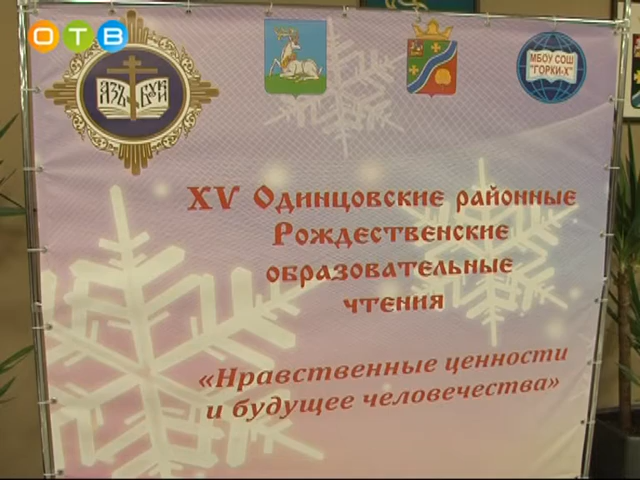 ОТВ
АЗЪ БУКИ
МБОУ СОШ
"ГОРКИ-X"
XV Одинцовские районные
Рождественские
образовательные
чтения
«Нравственные ценности
и будущее человечества»